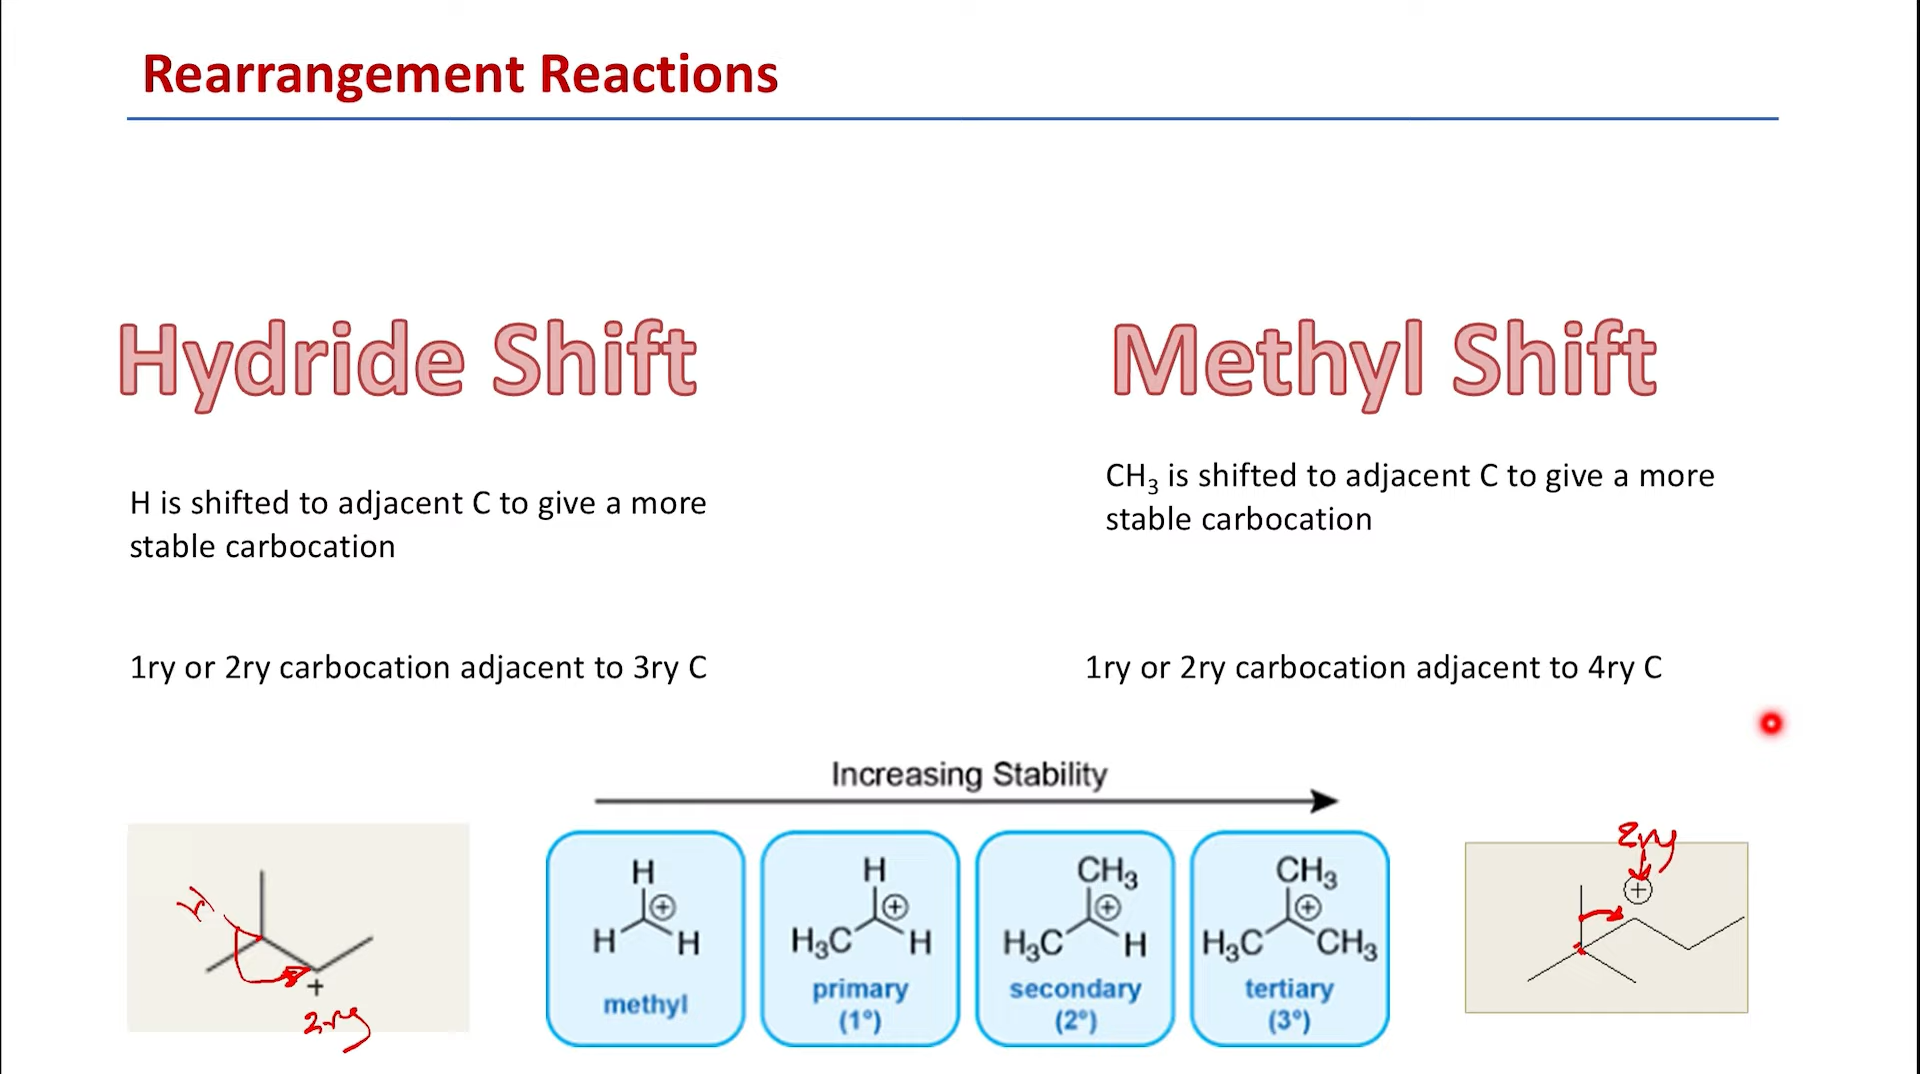 Rearrangement Reactions
Hydride Shift
Methyl Shift
H is shifted to adjacent C to give a more
stable carbocation
CH₃ is shifted to adjacent C to give a more
stable carbocation
1ry or 2ry carbocation adjacent to 3ry C
1ry or 2ry carbocation adjacent to 4ry C
Increasing Stability
H
+
2ry
H
⊕
H H
methyl
H
⊕
H₃C H
primary
(1°)
CH₃
⊕
H₃C H
secondary
(2°)
CH₃
⊕
H₃C CH₃
tertiary
(3°)
2ry
⊕